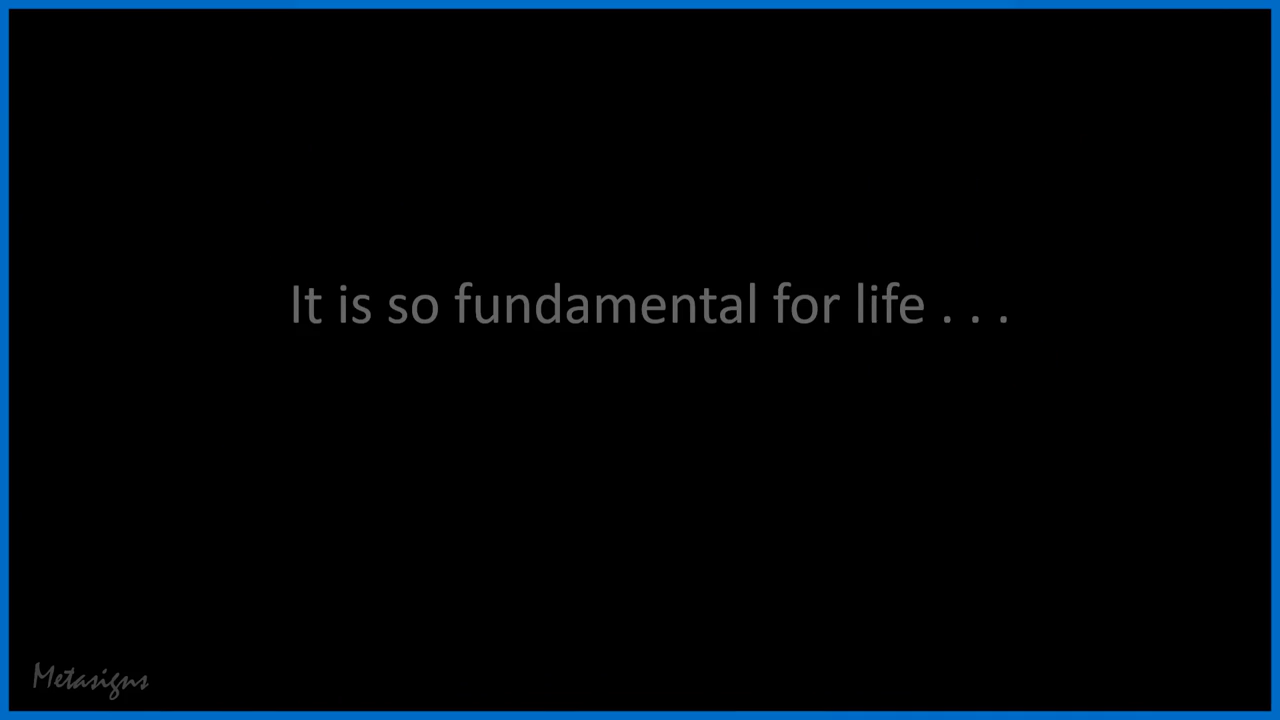 It is so fundamental for life . . .
Metasigns